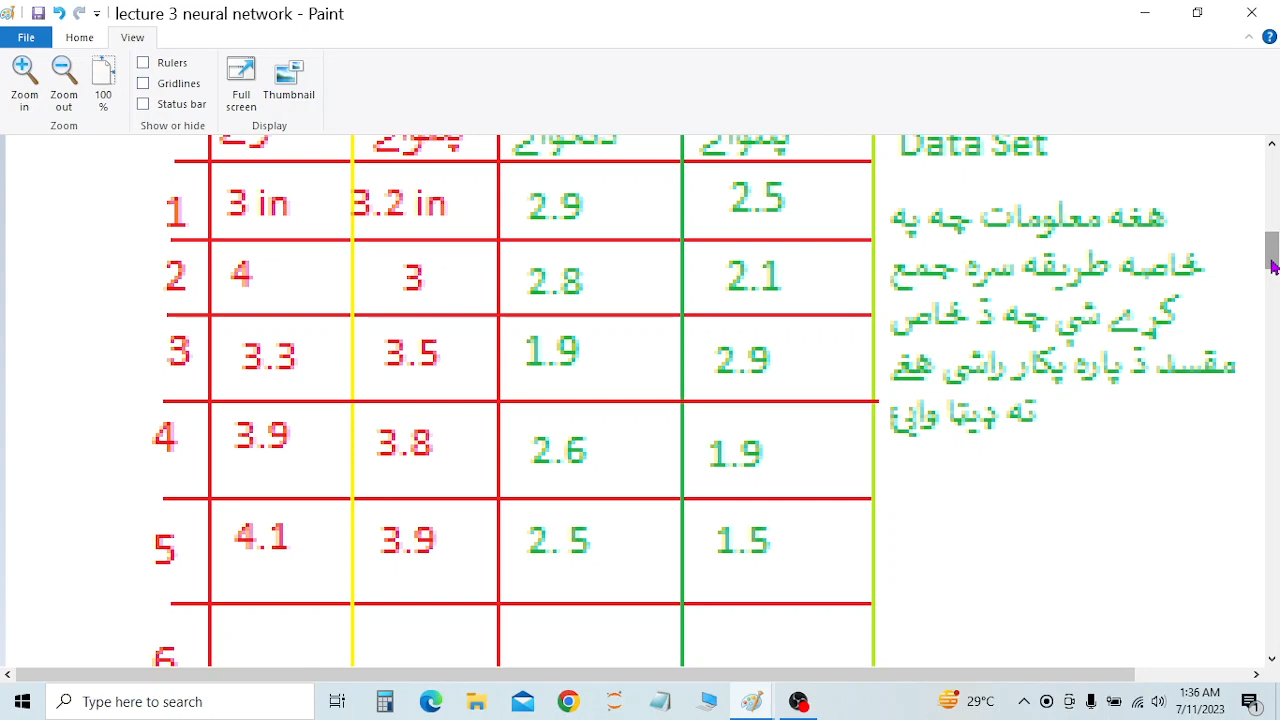 lecture 3 neural network - Paint
File Home View
Zoom in
Zoom out
100 %
Rulers
Gridlines
Status bar
Full screen
Thumbnail
Zoom
Show or hide
Display
Data Set
1 3 in 3.2 in 2.9 2.5
2 4 3 2.8 2.1
3 3.3 3.5 1.9 2.9
4 3.9 3.8 2.6 1.9
5 4.1 3.9 2. 5 1.5
6
هغه معلومات چه په
خاصه طریقه سره جمع
کړے شي چه دَ خاص
مقسد دَ پاره پکار راشی هغے
ته ډیټا وايئ
Type here to search
29°C
1:36 AM
7/11/2023
1